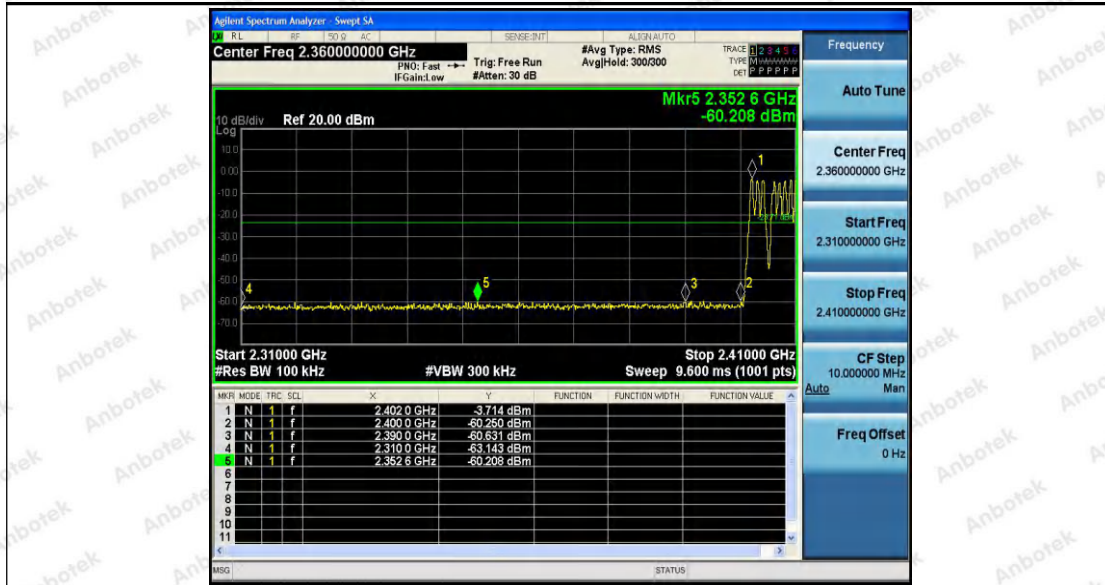 Agilent Spectrum Analyzer - Swept SA
RL RF 50 Ω AC SENSE:INT ALIGNAUTO
Center Freq 2.360000000 GHz
PNO: Fast
IFGain:Low
Trig: Free Run
#Atten: 30 dB
#Avg Type: RMS
Avg|Hold: 300/300
TRACE 1 2 3 4 5 6
TYPE M
DET P P P P P P
Mkr5 2.352 6 GHz
-60.208 dBm
10 dB/div Ref 20.00 dBm
Log
10.0
0.00
-10.0
-20.0
-30.0
-40.0
-50.0
-60.0
-70.0
1
2
3
4
5
Start 2.31000 GHz Stop 2.41000 GHz
#Res BW 100 kHz #VBW 300 kHz Sweep 9.600 ms (1001 pts)
MKR MODE TRC SCL X Y FUNCTION FUNCTION WIDTH FUNCTION VALUE
1 N 1 f 2.402 0 GHz -3.714 dBm
2 N 1 f 2.400 0 GHz -60.250 dBm
3 N 1 f 2.390 0 GHz -60.631 dBm
4 N 1 f 2.310 0 GHz -63.143 dBm
5 N 1 f 2.352 6 GHz -60.208 dBm
6
7
8
9
10
11
MSG STATUS
Frequency
Auto Tune
Center Freq
2.360000000 GHz
Start Freq
2.310000000 GHz
Stop Freq
2.410000000 GHz
CF Step
10.000000 MHz
Auto Man
Freq Offset
0 Hz
Anbotek